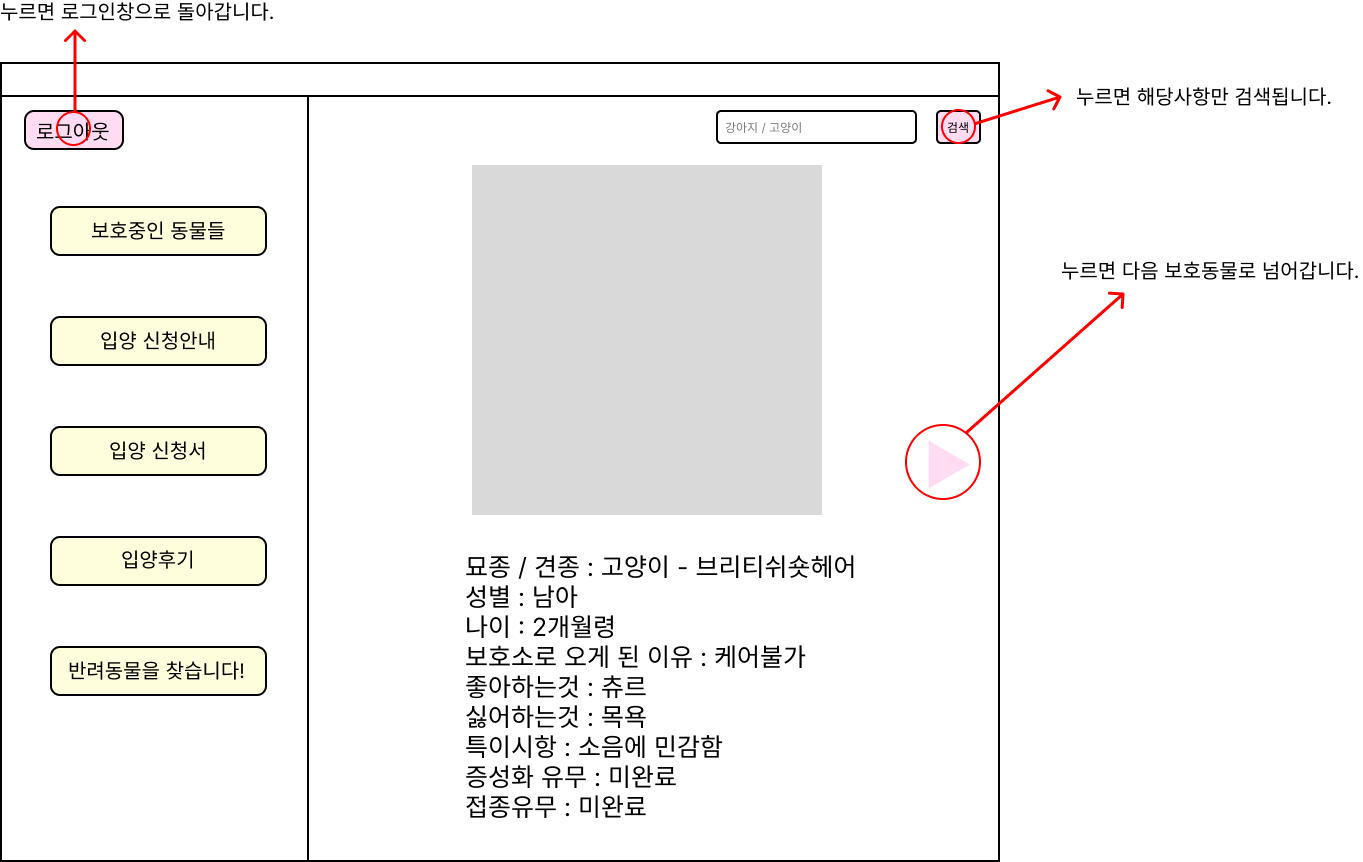 누르면 로그인창으로 돌아갑니다.
로그아웃
강아지 / 고양이
검색
누르면 해당사항만 검색됩니다.
보호중인 동물들
입양 신청안내
입양 신청서
입양후기
반려동물을 찾습니다!
누르면 다음 보호동물로 넘어갑니다.
묘종 / 견종 : 고양이 - 브리티쉬숏헤어
성별 : 남아
나이 : 2개월령
보호소로 오게 된 이유 : 케어불가
좋아하는것 : 츄르
싫어하는것 : 목욕
특이시항 : 소음에 민감함
증성화 유무 : 미완료
접종유무 : 미완료